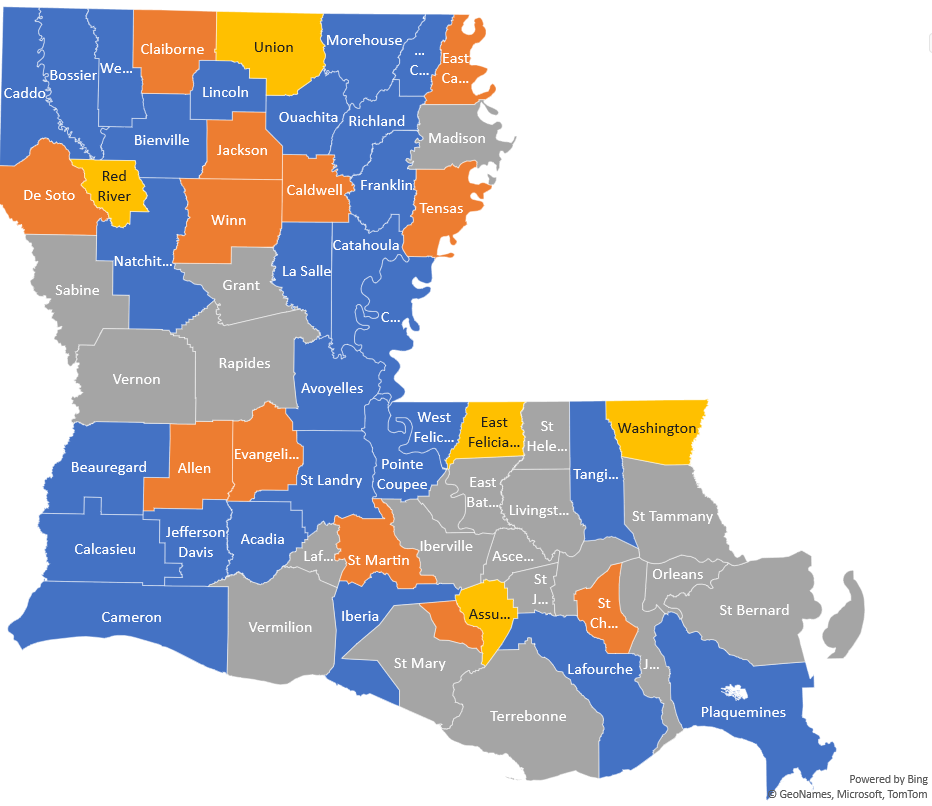 Claiborne
Union
Morehouse
...
C...
East
Ca...
We...
Bossier
Caddo
Lincoln
Ouachita
Richland
Madison
Bienville
Jackson
Red
River
De Soto
Caldwell
Franklin
Tensas
Winn
Catahoula
Natchit...
La Salle
Grant
Sabine
C...
Rapides
Vernon
Avoyelles
West
Felic...
East
Felicia...
St
Hele...
Washington
Beauregard
Allen
Evangeli...
St Landry
Pointe
Coupee
Tangi...
East
Bat...
Livingst...
St Tammany
Calcasieu
Jefferson
Davis
Acadia
Laf...
St Martin
Iberville
Asce...
Orleans
St
J...
St
Ch...
St Bernard
Cameron
Iberia
Assu...
Vermilion
St Mary
Lafourche
J...
Terrebonne
Plaquemines
Powered by Bing
© GeoNames, Microsoft, TomTom